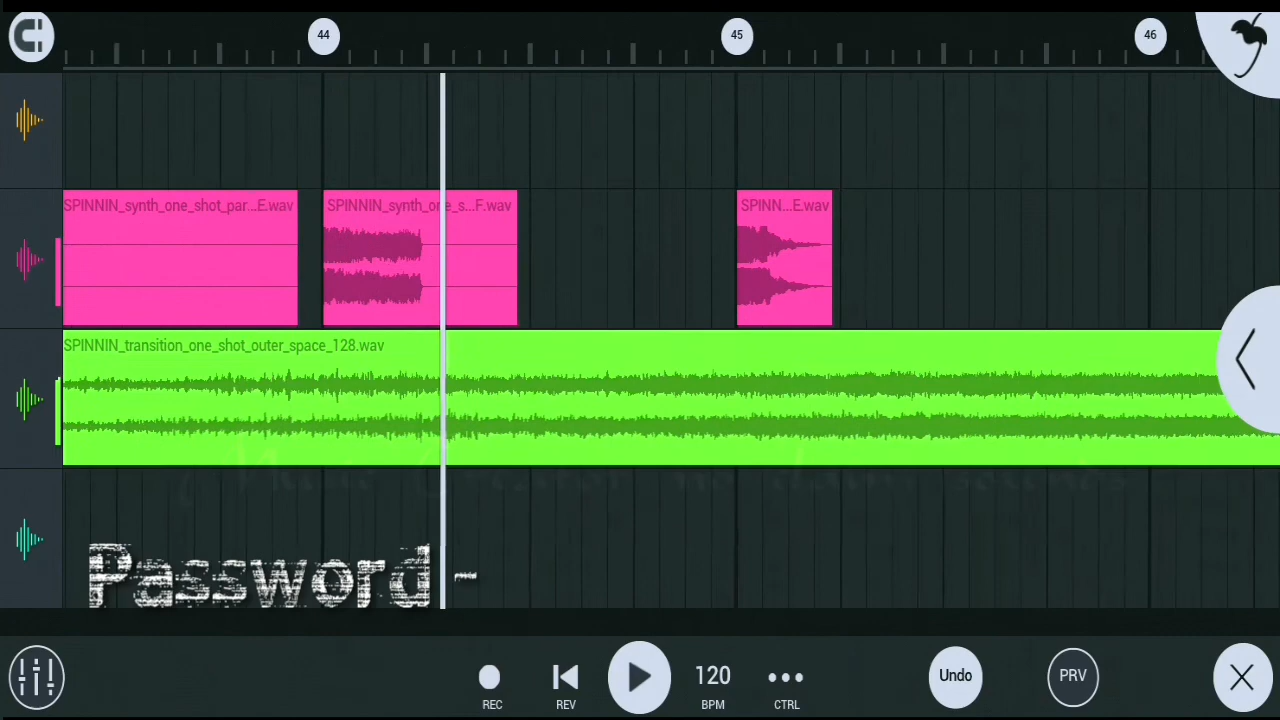 44
45
46
SPINNIN_synth_one_shot_par...E.wav
SPINNIN_synth_one_s...F.wav
SPINN...E.wav
SPINNIN_transition_one_shot_outer_space_128.wav
Password -
120
Undo
PRV
REC
REV
BPM
CTRL